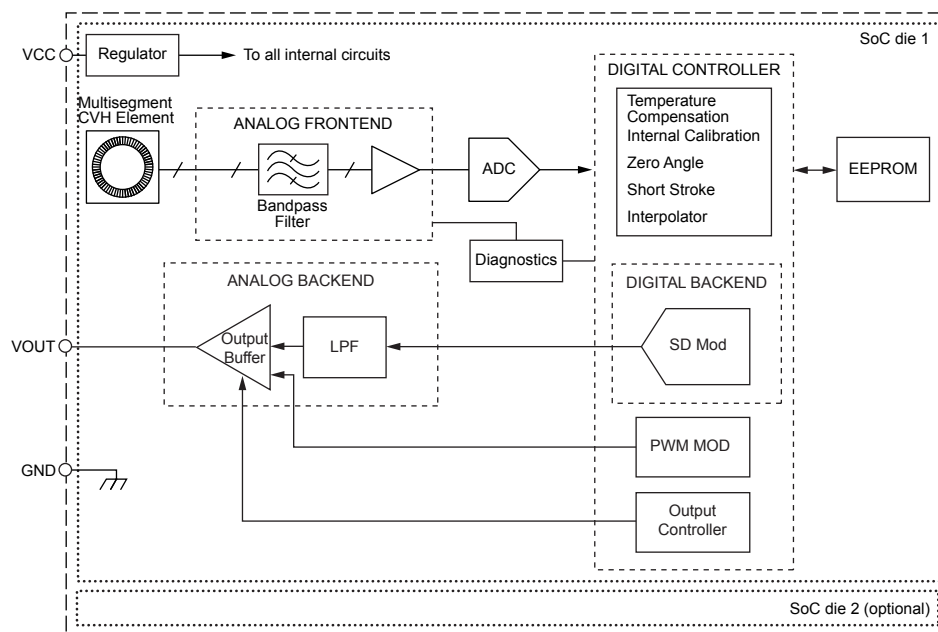 SoC die 1
VCC
Regulator
To all internal circuits
Multisegment
CVH Element
ANALOG FRONTEND
Bandpass
Filter
ADC
DIGITAL CONTROLLER
Temperature
Compensation
Internal Calibration
Zero Angle
Short Stroke
Interpolator
EEPROM
Diagnostics
ANALOG BACKEND
DIGITAL BACKEND
VOUT
Output
Buffer
LPF
SD Mod
PWM MOD
GND
Output
Controller
SoC die 2 (optional)